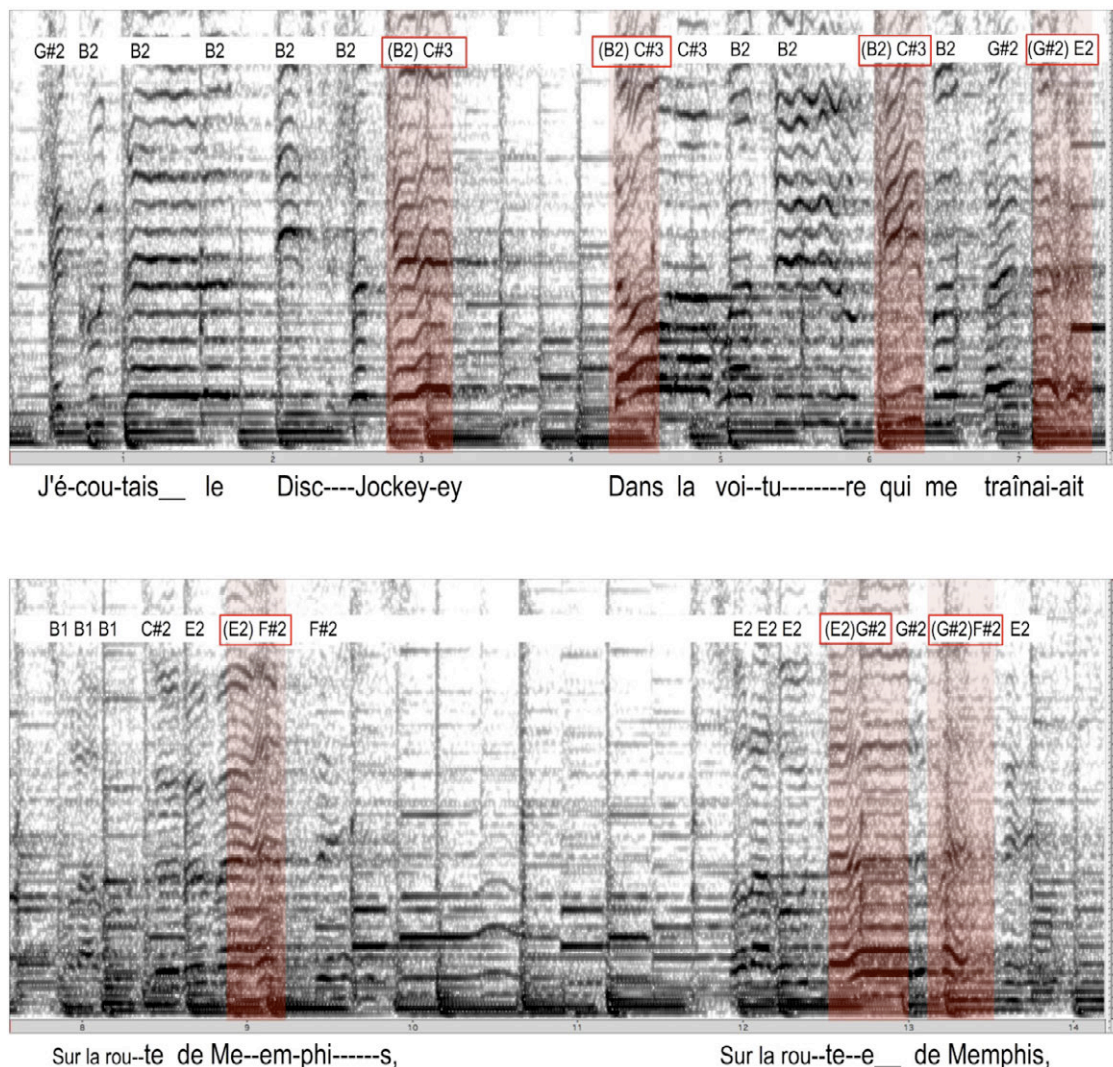 G#2 B2 B2 B2 B2 B2 (B2) C#3 (B2) C#3 C#3 B2 B2 (B2) C#3 B2 G#2 (G#2) E2
1 2 3 4 5 6 7
J'é-cou-tais__ le Disc----Jockey-ey Dans la voi--tu--------re qui me traînai-ait
B1 B1 B1 C#2 E2 (E2) F#2 F#2 E2 E2 E2 (E2)G#2 G#2 (G#2)F#2 E2
8 9 10 11 12 13 14
Sur la rou--te de Me--em-phi------s, Sur la rou--te--e__ de Memphis,